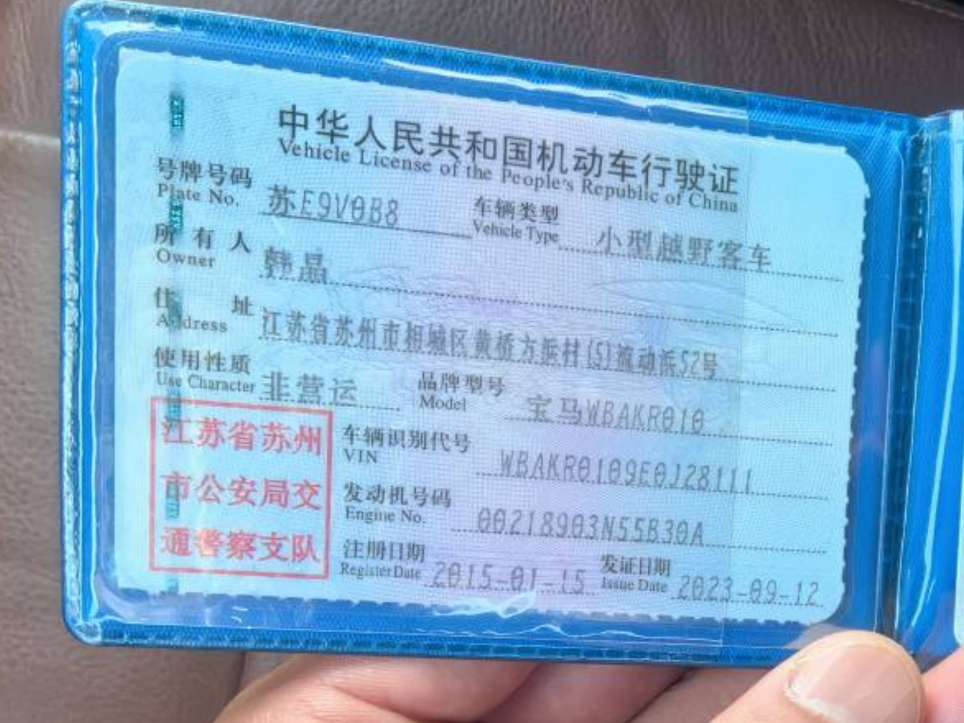 中华人民共和国机动车行驶证
Vehicle License of the People's Republic of China
号牌号码 苏E9V0B8 车辆类型 小型越野客车
Plate No. Vehicle Type
所有人 韩晶
Owner
住址 江苏省苏州市相城区黄桥方浜村(5)流动浜52号
Address
使用性质 非营运 品牌型号 宝马WBAKR010
Use Character Model
江苏省苏州
市公安局交
通警察支队
车辆识别代号 WBAKR0109E0J28111
VIN
发动机号码 00218903N55B30A
Engine No.
注册日期 2015-01-15 发证日期 2023-09-12
Register Date Issue Date